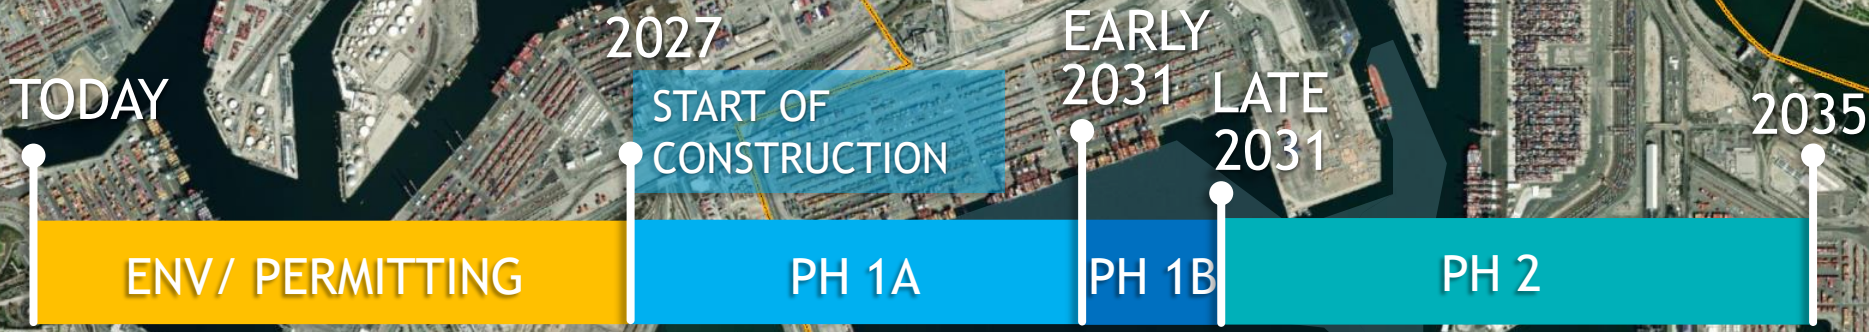 TODAY
2027
START OF
CONSTRUCTION
EARLY
2031
LATE
2031
2035
ENV/ PERMITTING
PH 1A
PH 1B
PH 2